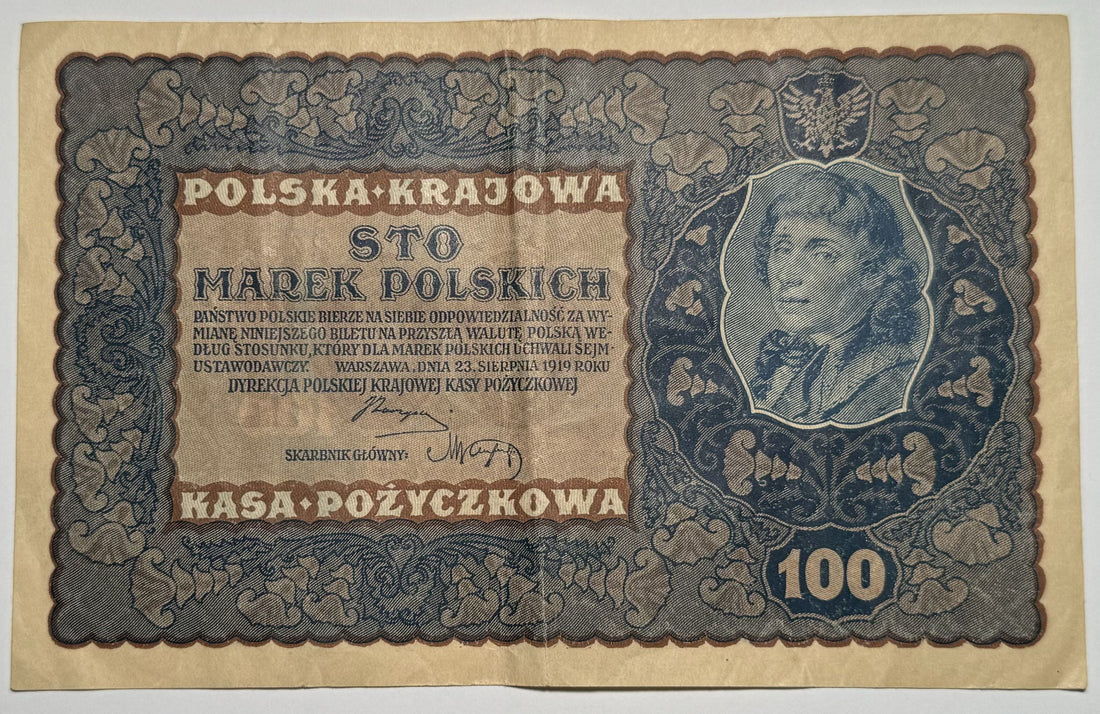 POLSKA·KRAJOWA
STO
MAREK POLSKICH
PAŃSTWO POLSKIE BIERZE NA SIEBIE ODPOWIEDZIALNOŚĆ ZA WY-
MIANĘ NINIEJSZEGO BILETU NA PRZYSZŁĄ WALUTĘ POLSKĄ WE-
DŁUG STOSUNKU, KTÓRY DLA MAREK POLSKICH UCHWALI SEJM-
USTAWODAWCZY. WARSZAWA, DNIA 23. SIERPNIA 1919 ROKU
DYREKCJA POLSKIEJ KRAJOWEJ KASY POŻYCZKOWEJ
SKARBNIK GŁÓWNY:
KASA·POŻYCZKOWA
100